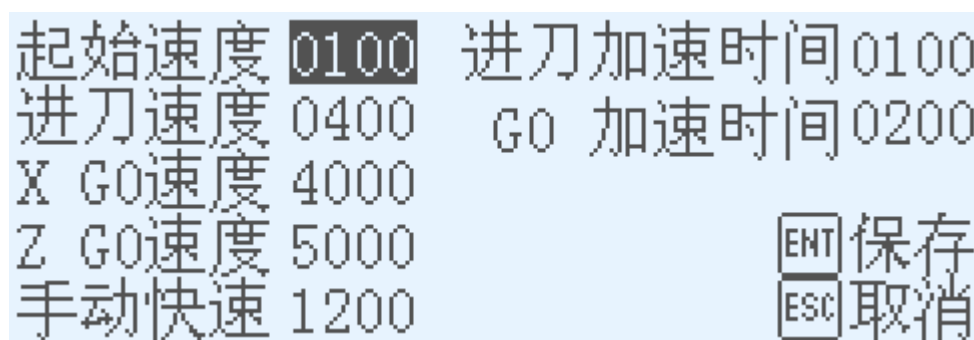 起始速度 0100 进刀加速时间 0100
进刀速度 0400 G0 加速时间 0200
X G0速度 4000
Z G0速度 5000 ENT 保存
手动快速 1200 ESC 取消